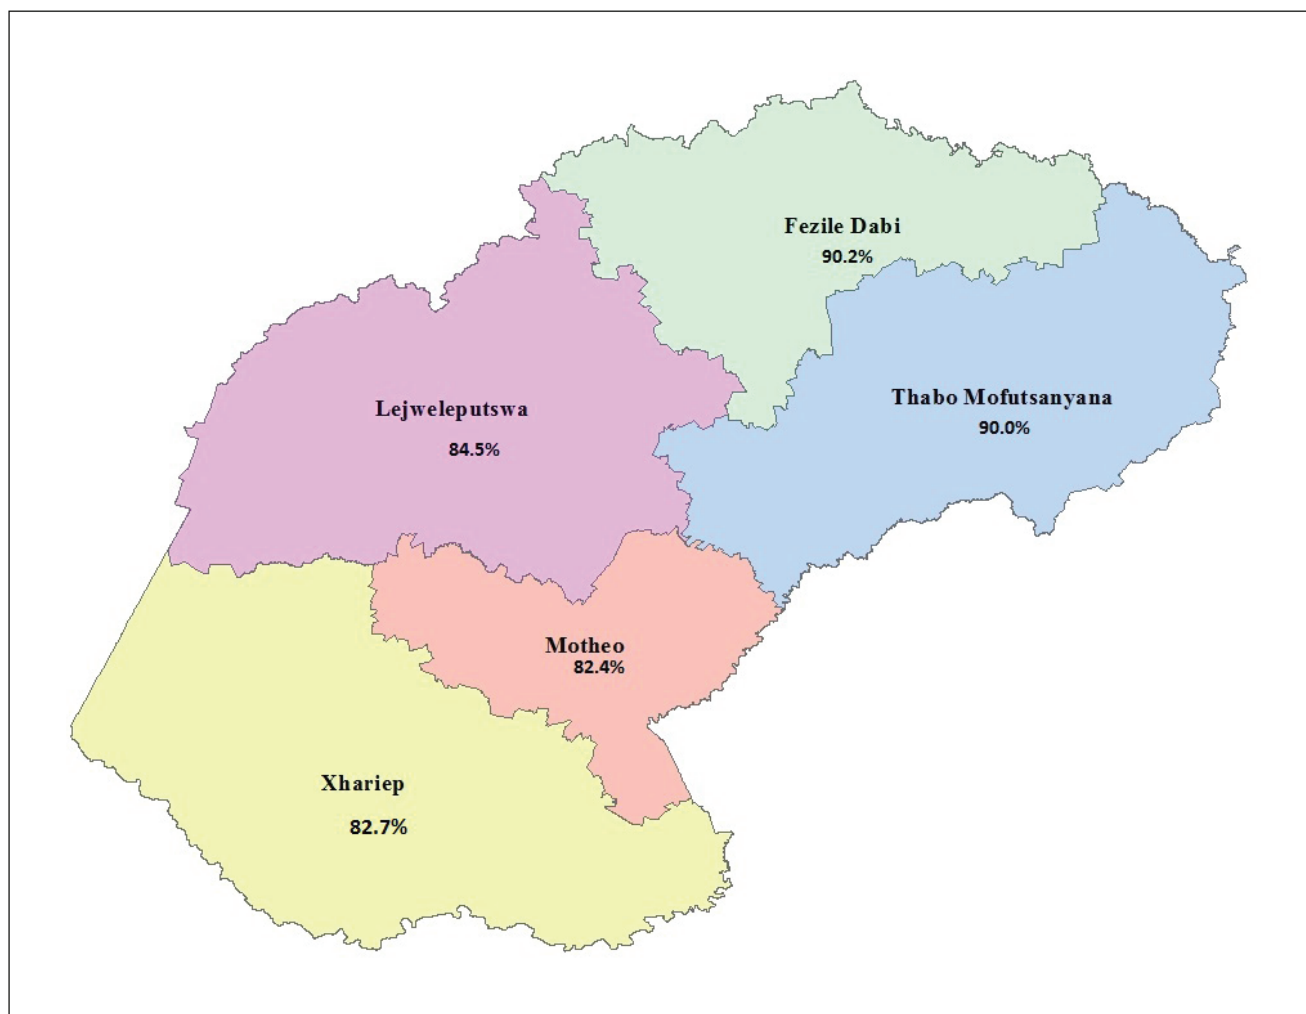 Fezile Dabi
90.2%
Thabo Mofutsanyana
90.0%
Lejweleputswa
84.5%
Motheo
82.4%
Xhariep
82.7%